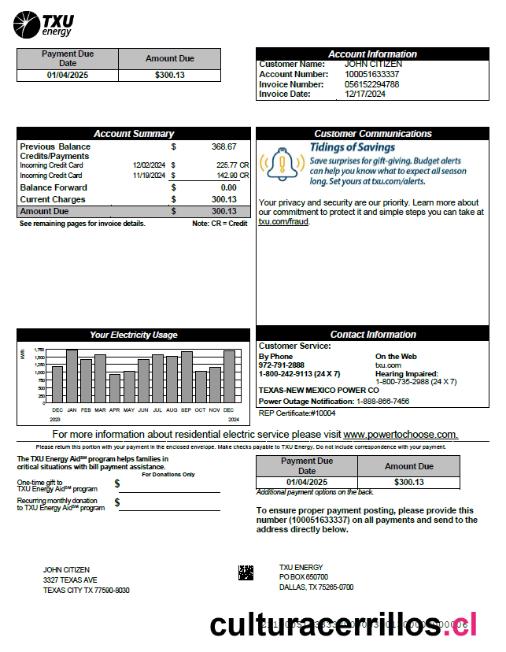 TXU
energy
Payment Due Date
Amount Due
01/04/2025
$300.13
Account Information
Customer Name: JOHN CITIZEN
Account Number: 100051633337
Invoice Number: 056152294788
Invoice Date: 12/17/2024
Account Summary
Previous Balance $ 368.67
Credits/Payments
Incoming Credit Card 12/02/2024 $ 225.77 CR
Incoming Credit Card 11/19/2024 $ 142.90 CR
Balance Forward 0.00
Current Charges $ 300.13
Amount Due $ 300.13
See remaining pages for invoice details. Note: CR = Credit
Customer Communications
Tidings of Savings
Save surprises for gift-giving. Budget alerts
can help you know what to expect all season
long. Set yours at txu.com/alerts.
Your privacy and security are our priority. Learn more about
our commitment to protect it and simple steps you can take at
txu.com/fraud.
Your Electricity Usage
kWh
1,750
1,500
1,250
1,000
750
500
250
0
DEC JAN FEB MAR APR MAY JUN JUL AUG SEP OCT NOV DEC
2023 2024
Contact Information
Customer Service:
By Phone
972-791-2888
1-800-242-9113 (24 X 7)
On the Web
txu.com
Hearing Impaired:
1-800-735-2988 (24 X 7)
TEXAS-NEW MEXICO POWER CO
Power Outage Notification: 1-888-866-7456
REP Certificate:#10004
For more information about residential electric service please visit www.powertochoose.com.
Please return this portion with your payment in the enclosed envelope. Make checks payable to TXU Energy. Do not include correspondence with your payment.
The TXU Energy Aid℠ program helps families in
critical situations with bill payment assistance.
For Donations Only
One-time gift to
TXU Energy Aid℠ program $
Recurring monthly donation
to TXU Energy Aid℠ program $
Payment Due Date
Amount Due
01/04/2025
$300.13
Additional payment options on the back.
To ensure proper payment posting, please provide this
number (100051633337) on all payments and send to the
address directly below.
JOHN CITIZEN
3327 TEXAS AVE
TEXAS CITY TX 77590-8030
TXU ENERGY
PO BOX 650700
DALLAS, TX 75265-0700
culturacerrillos.cl